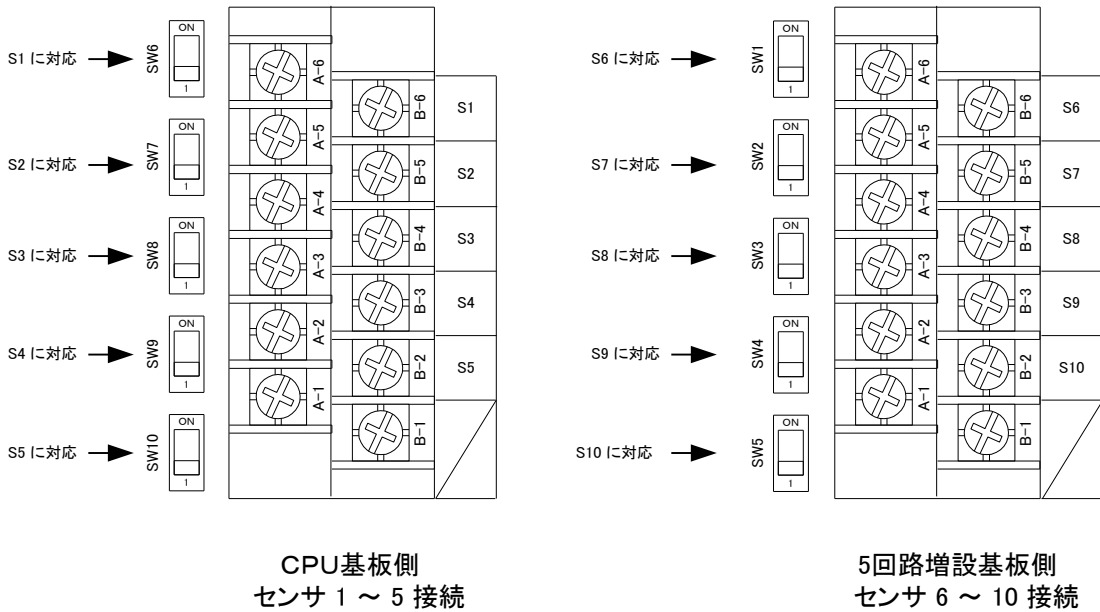 S1 に対応
SW6
ON
1
S2 に対応
SW7
ON
1
S3 に対応
SW8
ON
1
S4 に対応
SW9
ON
1
S5 に対応
SW10
ON
1
A-6
A-5
A-4
A-3
A-2
A-1
B-6
B-5
B-4
B-3
B-2
B-1
S1
S2
S3
S4
S5
CPU基板側
センサ 1 ～ 5 接続
S6 に対応
SW1
ON
1
S7 に対応
SW2
ON
1
S8 に対応
SW3
ON
1
S9 に対応
SW4
ON
1
S10 に対応
SW5
ON
1
A-6
A-5
A-4
A-3
A-2
A-1
B-6
B-5
B-4
B-3
B-2
B-1
S6
S7
S8
S9
S10
5回路増設基板側
センサ 6 ～ 10 接続